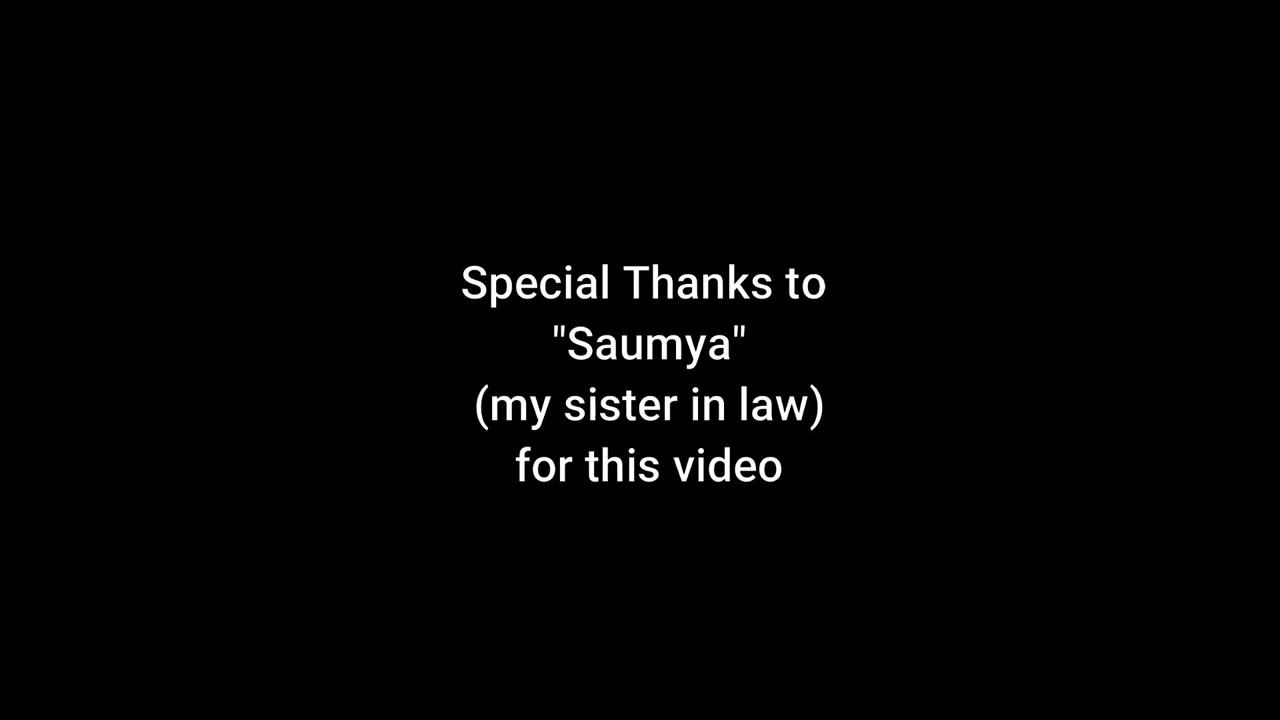 Special Thanks to
"Saumya"
(my sister in law)
for this video